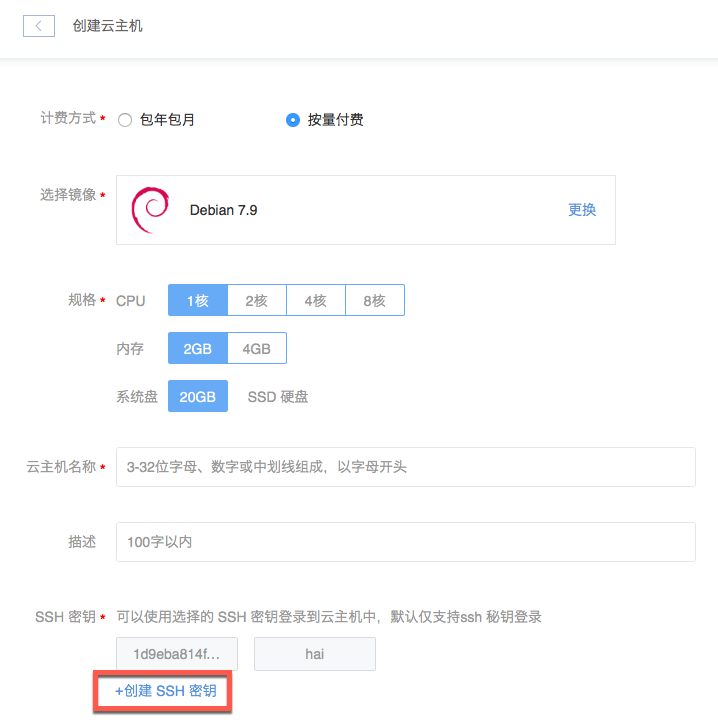 创建云主机
计费方式* 包年包月 按量付费
选择镜像* Debian 7.9 更换
规格* CPU 1核 2核 4核 8核
内存 2GB 4GB
系统盘 20GB SSD 硬盘
云主机名称* 3-32位字母、数字或中划线组成，以字母开头
描述 100字以内
SSH 密钥* 可以使用选择的 SSH 密钥登录到云主机中，默认仅支持ssh 秘钥登录
1d9eba814f... hai
+创建 SSH 密钥